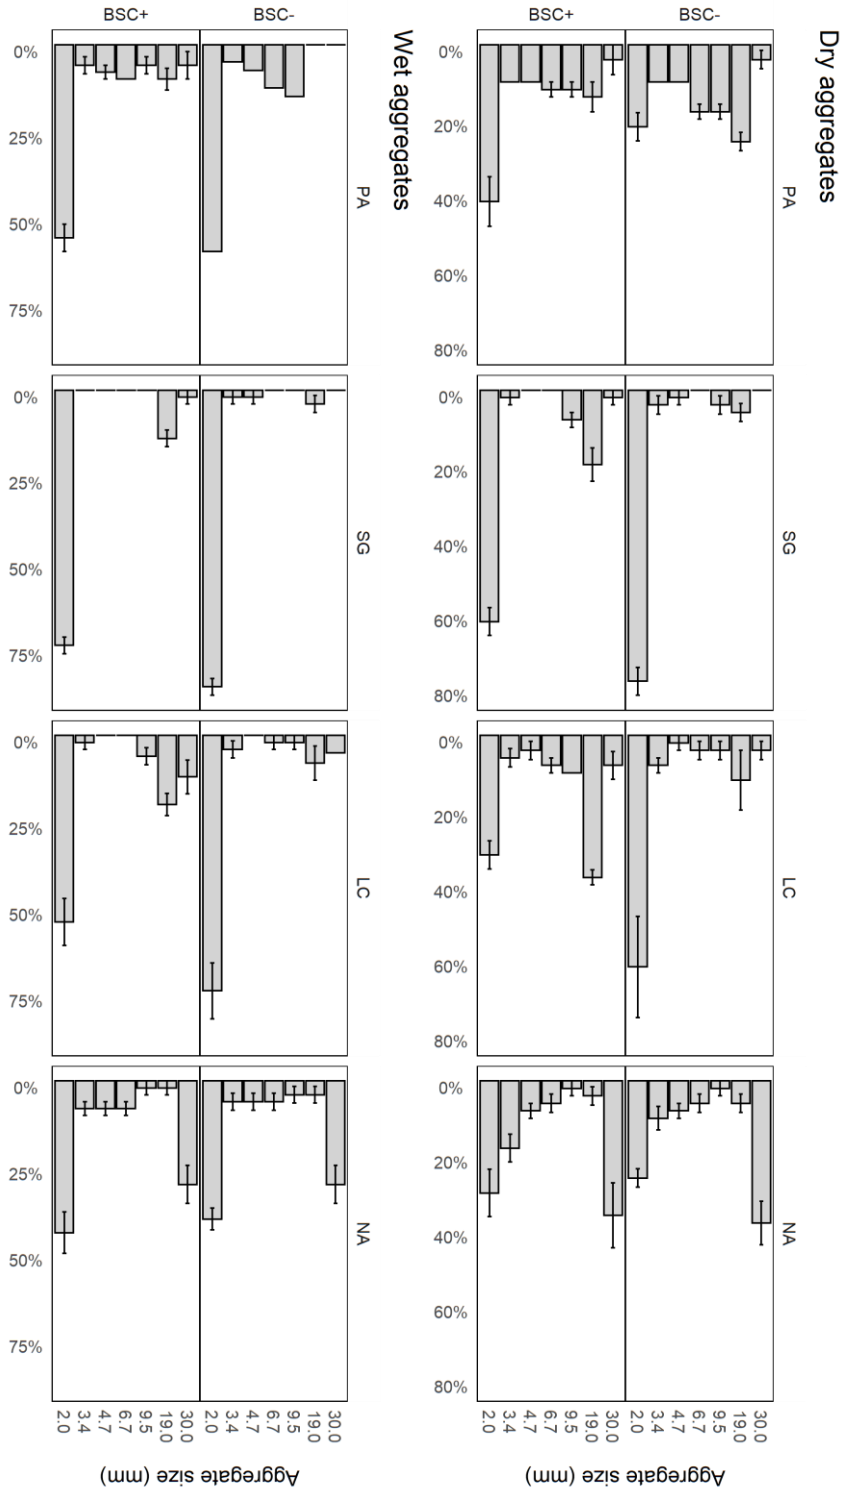 Dry aggregates
PA SG LC NA
BSC-
30.0
19.0
9.5
6.7
4.7
3.4
2.0
BSC+
30.0
19.0
9.5
6.7
4.7
3.4
2.0
Aggregate size (mm)
0% 20% 40% 60% 80% 0% 20% 40% 60% 80% 0% 20% 40% 60% 80% 0% 20% 40% 60% 80%
Wet aggregates
PA SG LC NA
BSC-
30.0
19.0
9.5
6.7
4.7
3.4
2.0
BSC+
30.0
19.0
9.5
6.7
4.7
3.4
2.0
Aggregate size (mm)
0% 25% 50% 75% 0% 25% 50% 75% 0% 25% 50% 75% 0% 25% 50% 75%